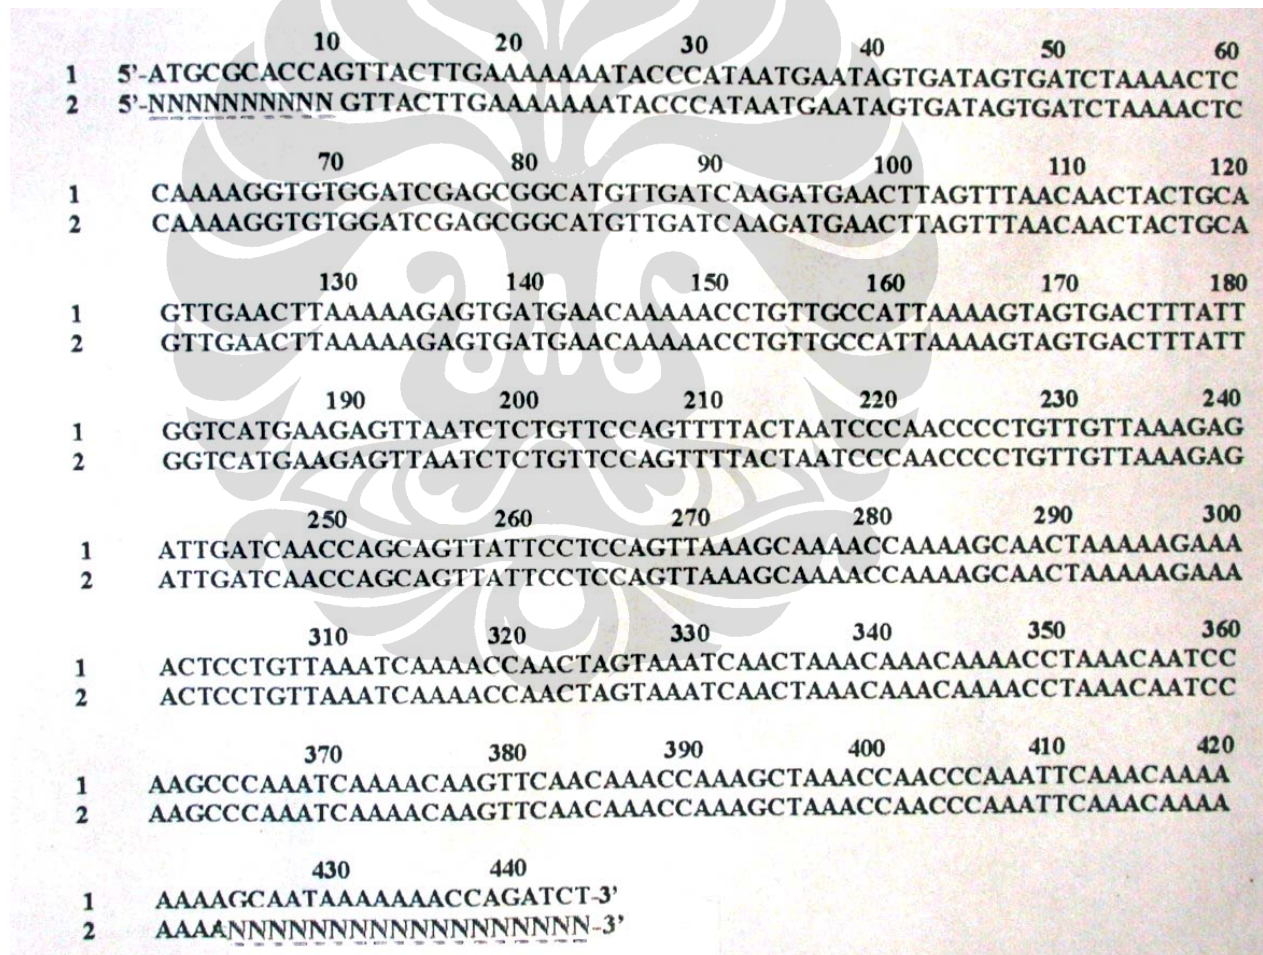 10 20 30 40 50 60
1 5'-ATGCGCACCAGTTACTTGAAAAAAATACCCATAATGAATAGTGATAGTGATCTAAAACTC
2 5'-NNNNNNNNNN GTTACTTGAAAAAAATACCCATAATGAATAGTGATAGTGATCTAAAACTC
70 80 90 100 110 120
1 CAAAAGGTGTGGATCGAGCGGCATGTTGATCAAGATGAACTTAGTTTAACAACTACTGCA
2 CAAAAGGTGTGGATCGAGCGGCATGTTGATCAAGATGAACTTAGTTTAACAACTACTGCA
130 140 150 160 170 180
1 GTTGAACTTAAAAAGAGTGATGAACAAAAACCTGTTGCCATTAAAAGTAGTGACTTTATT
2 GTTGAACTTAAAAAGAGTGATGAACAAAAACCTGTTGCCATTAAAAGTAGTGACTTTATT
190 200 210 220 230 240
1 GGTCATGAAGAGTTAATCTCTGTTCCAGTTTTACTAATCCCAACCCCTGTTGTTAAAGAG
2 GGTCATGAAGAGTTAATCTCTGTTCCAGTTTTACTAATCCCAACCCCTGTTGTTAAAGAG
250 260 270 280 290 300
1 ATTGATCAACCAGCAGTTATTCCTCCAGTTAAAGCAAAACCAAAAGCAACTAAAAAGAAA
2 ATTGATCAACCAGCAGTTATTCCTCCAGTTAAAGCAAAACCAAAAGCAACTAAAAAGAAA
310 320 330 340 350 360
1 ACTCCTGTTAAATCAAAACCAACTAGTAAATCAACTAAACAAACAAAACCTAAACAATCC
2 ACTCCTGTTAAATCAAAACCAACTAGTAAATCAACTAAACAAACAAAACCTAAACAATCC
370 380 390 400 410 420
1 AAGCCCAAATCAAAACAAGTTCAACAAACCAAAGCTAAACCAACCCAAATTCAAACAAAA
2 AAGCCCAAATCAAAACAAGTTCAACAAACCAAAGCTAAACCAACCCAAATTCAAACAAAA
430 440
1 AAAAGCAATAAAAAAACCAGATCT-3'
2 AAAANNNNNNNNNNNNNNNNNNNN-3'